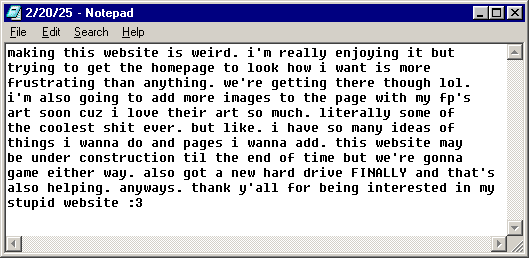 2/20/25 - Notepad
File Edit Search Help
making this website is weird. i'm really enjoying it but
trying to get the homepage to look how i want is more
frustrating than anything. we're getting there though lol.
i'm also going to add more images to the page with my fp's
art soon cuz i love their art so much. literally some of
the coolest shit ever. but like. i have so many ideas of
things i wanna do and pages i wanna add. this website may
be under construction til the end of time but we're gonna
game either way. also got a new hard drive FINALLY and that's
also helping. anyways. thank y'all for being interested in my
stupid website :3